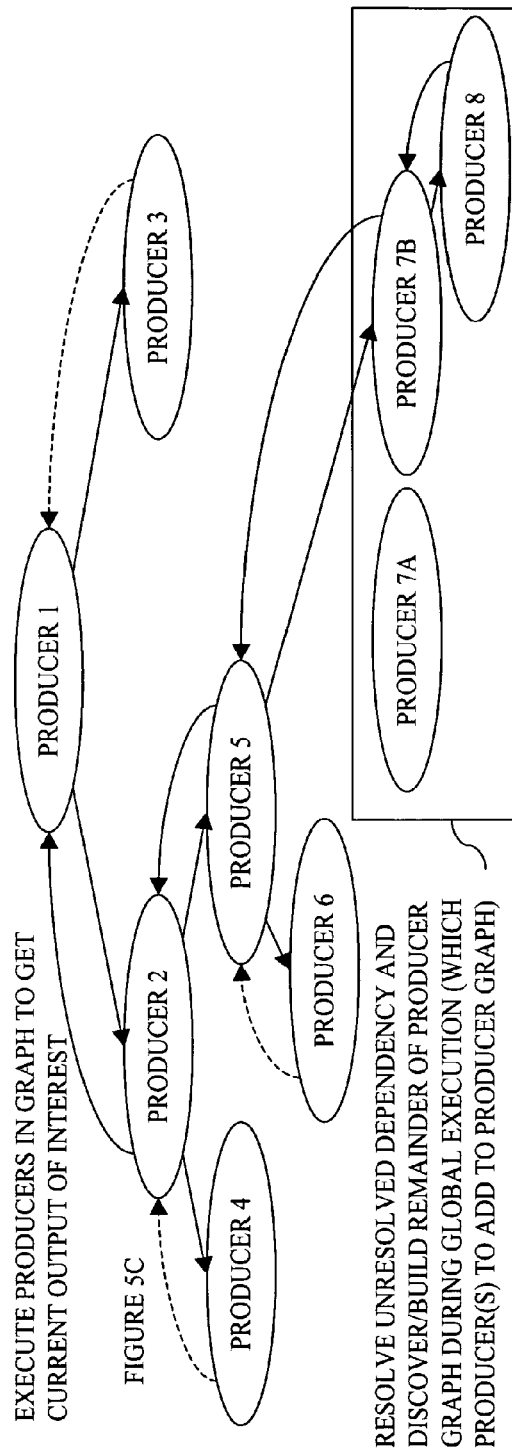 EXECUTE PRODUCERS IN GRAPH TO GET
CURRENT OUTPUT OF INTEREST
FIGURE 5C
PRODUCER 1
PRODUCER 2
PRODUCER 3
PRODUCER 4
PRODUCER 5
PRODUCER 6
PRODUCER 7A
PRODUCER 7B
PRODUCER 8
RESOLVE UNRESOLVED DEPENDENCY AND
DISCOVER/BUILD REMAINDER OF PRODUCER
GRAPH DURING GLOBAL EXECUTION (WHICH
PRODUCER(S) TO ADD TO PRODUCER GRAPH)